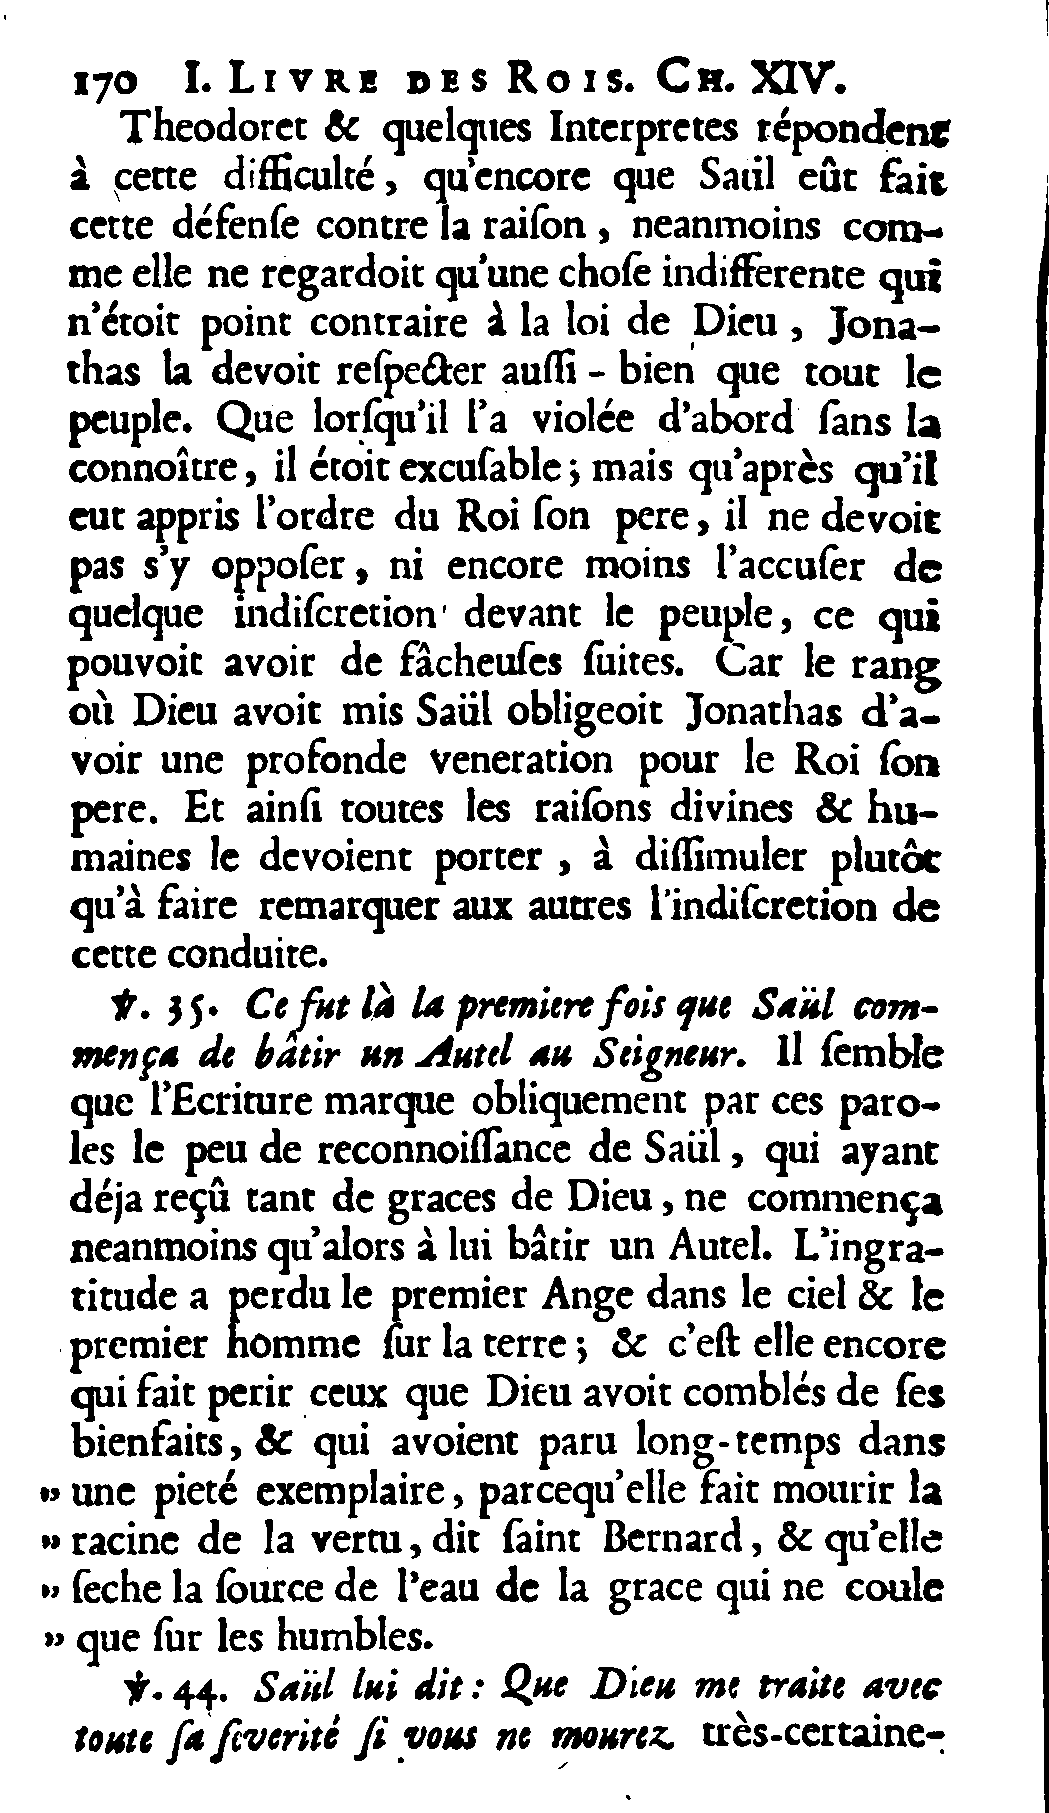 170 I. LIVRE DES ROIS. CH. XIV.
Theodoret & quelques Interpretes répondent
à cette difficulté, qu'encore que Saül eût fait
cette défenſe contre la raiſon, neanmoins com-
me elle ne regardoit qu'une choſe indifferente qui
n'étoit point contraire à la loi de Dieu, Jona-
thas la devoit reſpecter auſſi-bien que tout le
peuple. Que lorſqu'il l'a violée d'abord ſans la
connoître, il étoit excuſable; mais qu'après qu'il
eut appris l'ordre du Roi ſon pere, il ne devoit
pas s'y oppoſer, ni encore moins l'accuſer de
quelque indiſcretion devant le peuple, ce qui
pouvoit avoir de fâcheuſes ſuites. Car le rang
où Dieu avoit mis Saül obligeoit Jonathas d'a-
voir une profonde veneration pour le Roi ſon
pere. Et ainſi toutes les raiſons divines & hu-
maines le devoient porter, à diſſimuler plutôt
qu'à faire remarquer aux autres l'indiſcretion de
cette conduite.
℣. 35. Ce fut là la premiere fois que Saül com-
mença de bâtir un Autel au Seigneur. Il ſemble
que l'Ecriture marque obliquement par ces paro-
les le peu de reconnoiſſance de Saül, qui ayant
déja reçû tant de graces de Dieu, ne commença
neanmoins qu'alors à lui bâtir un Autel. L'ingra-
titude a perdu le premier Ange dans le ciel & le
premier homme ſur la terre; & c'eſt elle encore
qui fait perir ceux que Dieu avoit comblés de ſes
bienfaits, & qui avoient paru long-temps dans
" une pieté exemplaire, parcequ'elle fait mourir la
" racine de la vertu, dit ſaint Bernard, & qu'elle
" ſeche la ſource de l'eau de la grace qui ne coule
" que ſur les humbles.
℣. 44. Saül lui dit: Que Dieu me traite avec
toute ſa ſeverité ſi vous ne mourez très-certaine-